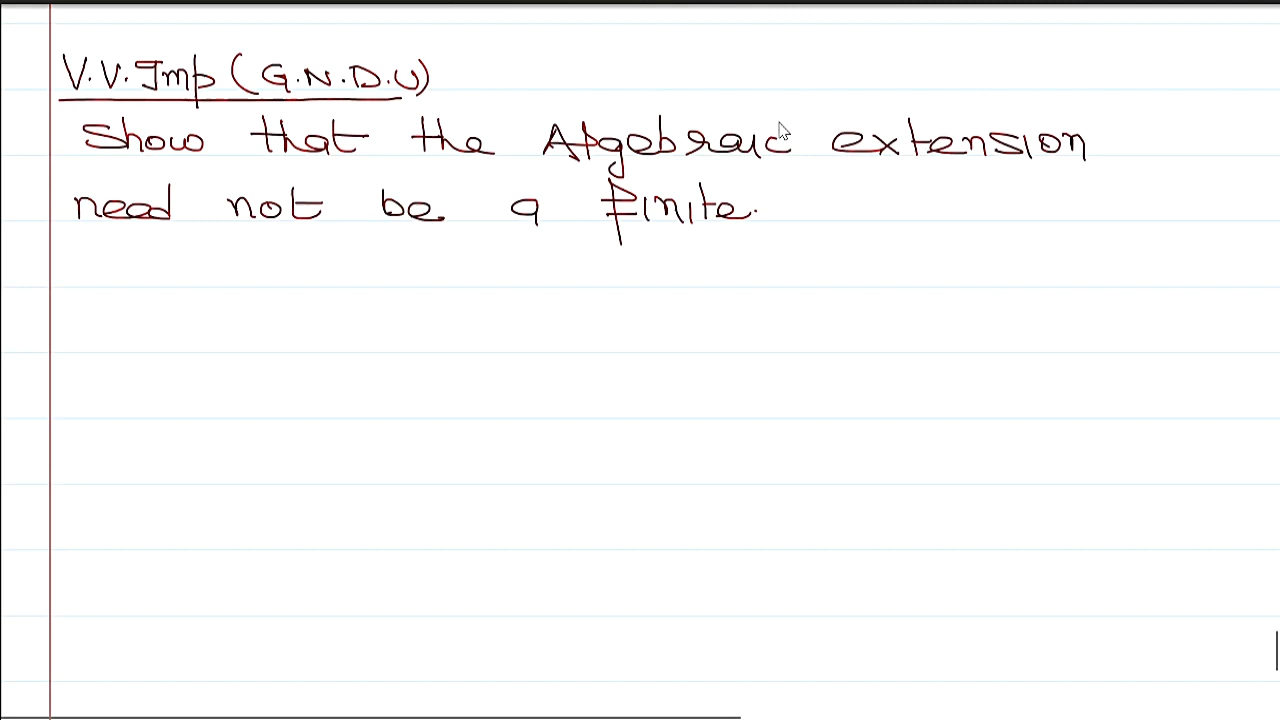 V.V.Imp (G.N.D.U)
Show that the Algebraic extension
need not be a finite.